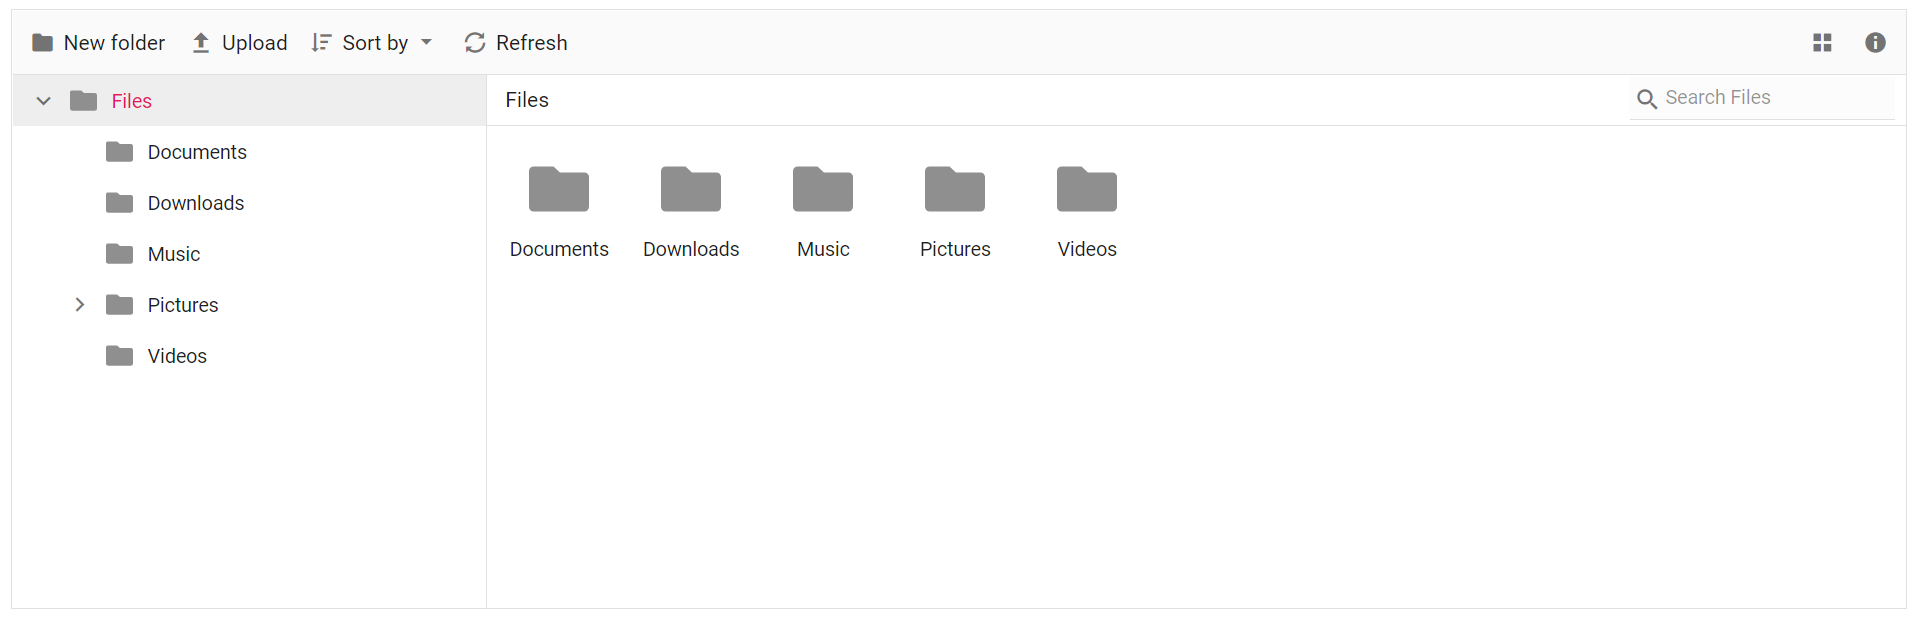 New folder Upload Sort by Refresh
Files
Documents
Downloads
Music
Pictures
Videos
Files Search Files
Documents Downloads Music Pictures Videos